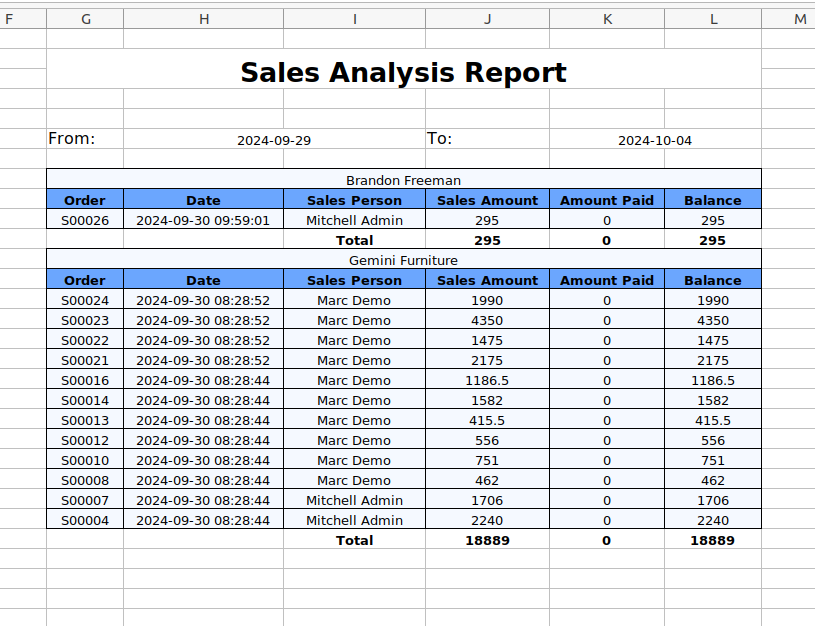 F G H I J K L M
Sales Analysis Report
From: 2024-09-29 To: 2024-10-04
Brandon Freeman
Order Date Sales Person Sales Amount Amount Paid Balance
S00026 2024-09-30 09:59:01 Mitchell Admin 295 0 295
Total 295 0 295
Gemini Furniture
Order Date Sales Person Sales Amount Amount Paid Balance
S00024 2024-09-30 08:28:52 Marc Demo 1990 0 1990
S00023 2024-09-30 08:28:52 Marc Demo 4350 0 4350
S00022 2024-09-30 08:28:52 Marc Demo 1475 0 1475
S00021 2024-09-30 08:28:52 Marc Demo 2175 0 2175
S00016 2024-09-30 08:28:44 Marc Demo 1186.5 0 1186.5
S00014 2024-09-30 08:28:44 Marc Demo 1582 0 1582
S00013 2024-09-30 08:28:44 Marc Demo 415.5 0 415.5
S00012 2024-09-30 08:28:44 Marc Demo 556 0 556
S00010 2024-09-30 08:28:44 Marc Demo 751 0 751
S00008 2024-09-30 08:28:44 Marc Demo 462 0 462
S00007 2024-09-30 08:28:44 Mitchell Admin 1706 0 1706
S00004 2024-09-30 08:28:44 Mitchell Admin 2240 0 2240
Total 18889 0 18889